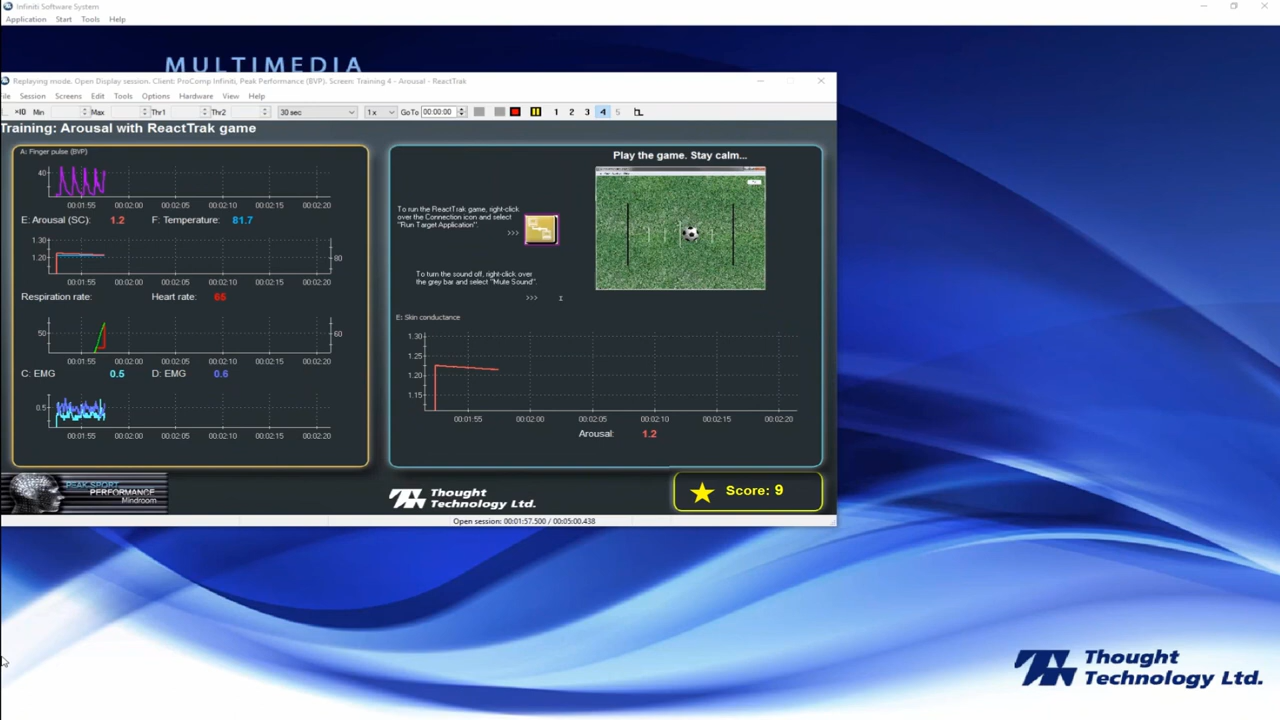 Infiniti Software System
Application Start Tools Help
MULTIMEDIA
Replaying mode, Open Display session. Client: ProComp Infiniti, Peak Performance (BVP). Screen: Training 4 - Arousal - ReactTrak
ile Session Screens Edit Tools Options Hardware View Help
Min Max Thr1 Thr2 30 sec 1x GoTo 00:00:00 1 2 3 4 5
Training: Arousal with ReactTrak game
A: Finger pulse (BVP)
40
00:01:55 00:02:00 00:02:05 00:02:10 00:02:15 00:02:20
E: Arousal (SC): 1.2 F: Temperature: 81.7
1.30
1.20 80
00:01:55 00:02:00 00:02:05 00:02:10 00:02:15 00:02:20
Respiration rate: Heart rate: 65
50 60
00:01:55 00:02:00 00:02:05 00:02:10 00:02:15 00:02:20
C: EMG 0.5 D: EMG 0.6
0.5
00:01:55 00:02:00 00:02:05 00:02:10 00:02:15 00:02:20
Play the game. Stay calm...
To run the ReactTrak game, right-click
over the Connection icon and select
"Run Target Application".
>>>
To turn the sound off, right-click over
the grey bar and select "Mute Sound".
>>>
E: Skin conductance
1.30
1.25
1.20
1.15
00:01:55 00:02:00 00:02:05 00:02:10 00:02:15 00:02:20
Arousal: 1.2
PEAK SPORT
PERFORMANCE
Mindroom
Thought
Technology Ltd.
Score: 9
Open session: 00:01:57.500 / 00:05:00.438
Thought
Technology Ltd.